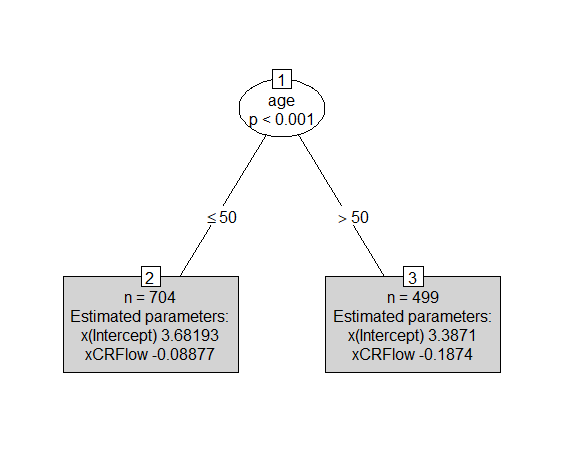 1
age
p < 0.001
≤ 50
> 50
2
n = 704
Estimated parameters:
x(Intercept) 3.68193
xCRFlow -0.08877
3
n = 499
Estimated parameters:
x(Intercept) 3.3871
xCRFlow -0.1874